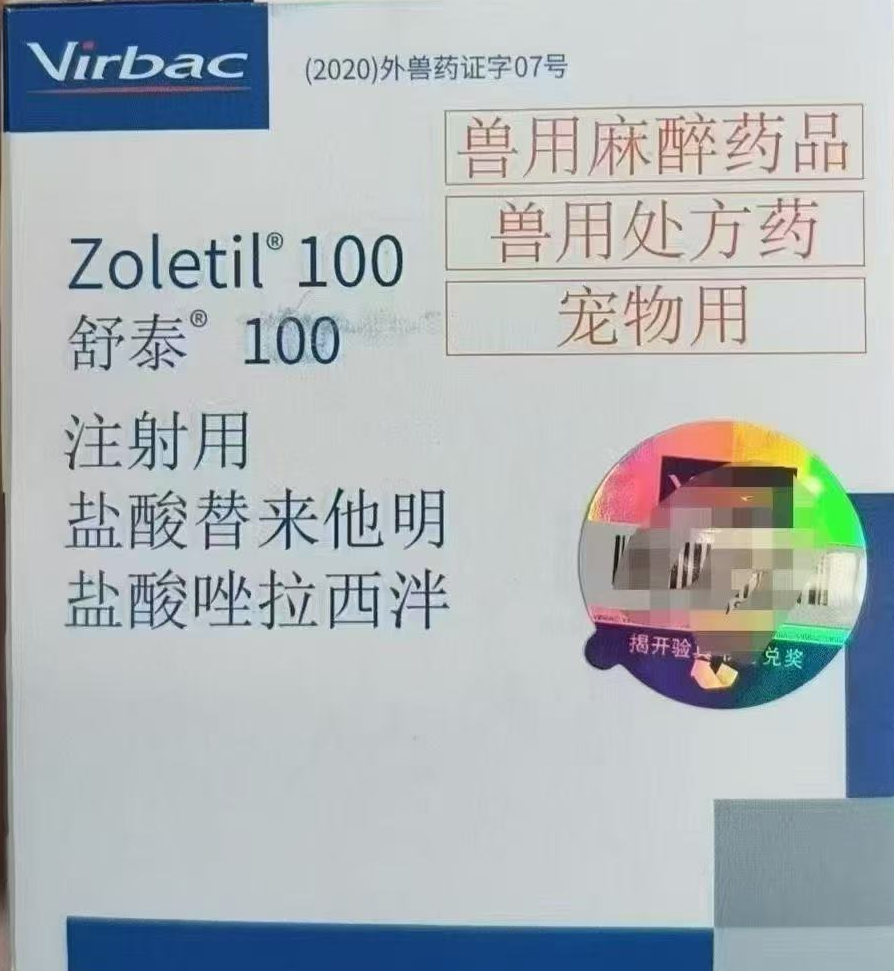 Virbac
(2020)外兽药证字07号
兽用麻醉药品
兽用处方药
宠物用
Zoletil® 100
舒泰® 100
注射用
盐酸替来他明
盐酸唑拉西泮
揭开验
兑奖